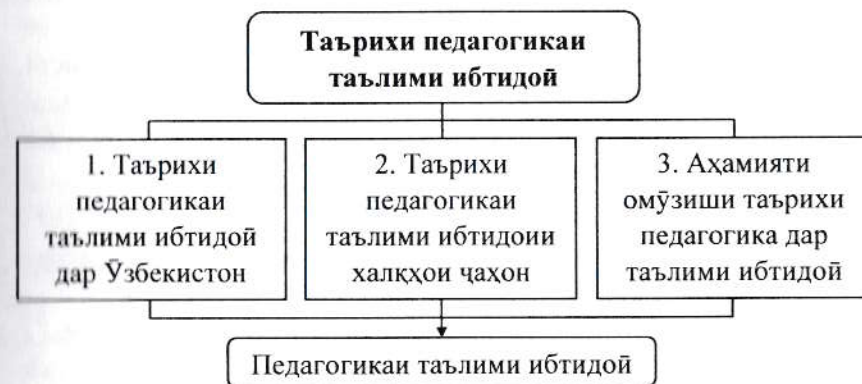 Таърихи педагогикаи
таълими ибтидоӣ
1. Таърихи
педагогикаи
таълими ибтидоӣ
дар Ӯзбекистон
2. Таърихи
педагогикаи
таълими ибтидоии
халқҳои ҷаҳон
3. Аҳамияти
омӯзиши таърихи
педагогика дар
таълими ибтидоӣ
Педагогикаи таълими ибтидоӣ